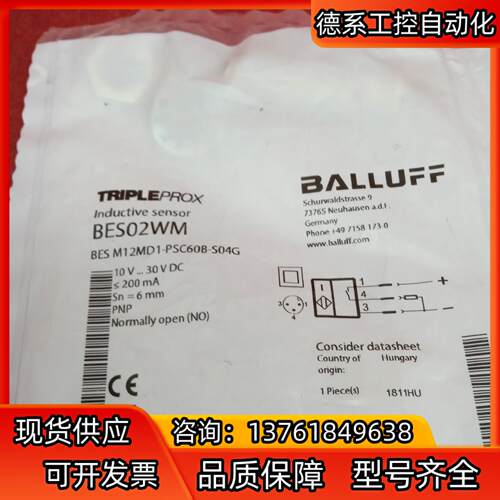 德系工控自动化
TRIPLEPROX
Inductive sensor
BES02WM
BES M12MD1-PSC60B-S04G
10 V ... 30 V DC
≤ 200 mA
Sn = 6 mm
PNP
Normally open (NO)
BALLUFF
Schurwaldstrasse 9
73765 Neuhausen a.d.F.
Germany
Phone +49 7158 173-0
www.balluff.com
1
4
3
+
−
1
3
4
Consider datasheet
Country of Hungary
origin
1 Piece(s) 1811HU
CE
现货供应
可开发票
咨询：13761849638
品质保障 型号齐全